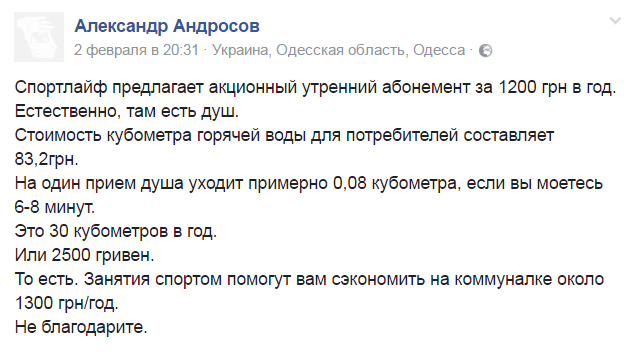 Александр Андросов
2 февраля в 20:31 · Украина, Одесская область, Одесса ·
Спортлайф предлагает акционный утренний абонемент за 1200 грн в год.
Естественно, там есть душ.
Стоимость кубометра горячей воды для потребителей составляет
83,2грн.
На один прием душа уходит примерно 0,08 кубометра, если вы моетесь
6-8 минут.
Это 30 кубометров в год.
Или 2500 гривен.
То есть. Занятия спортом помогут вам сэкономить на коммуналке около
1300 грн/год.
Не благодарите.